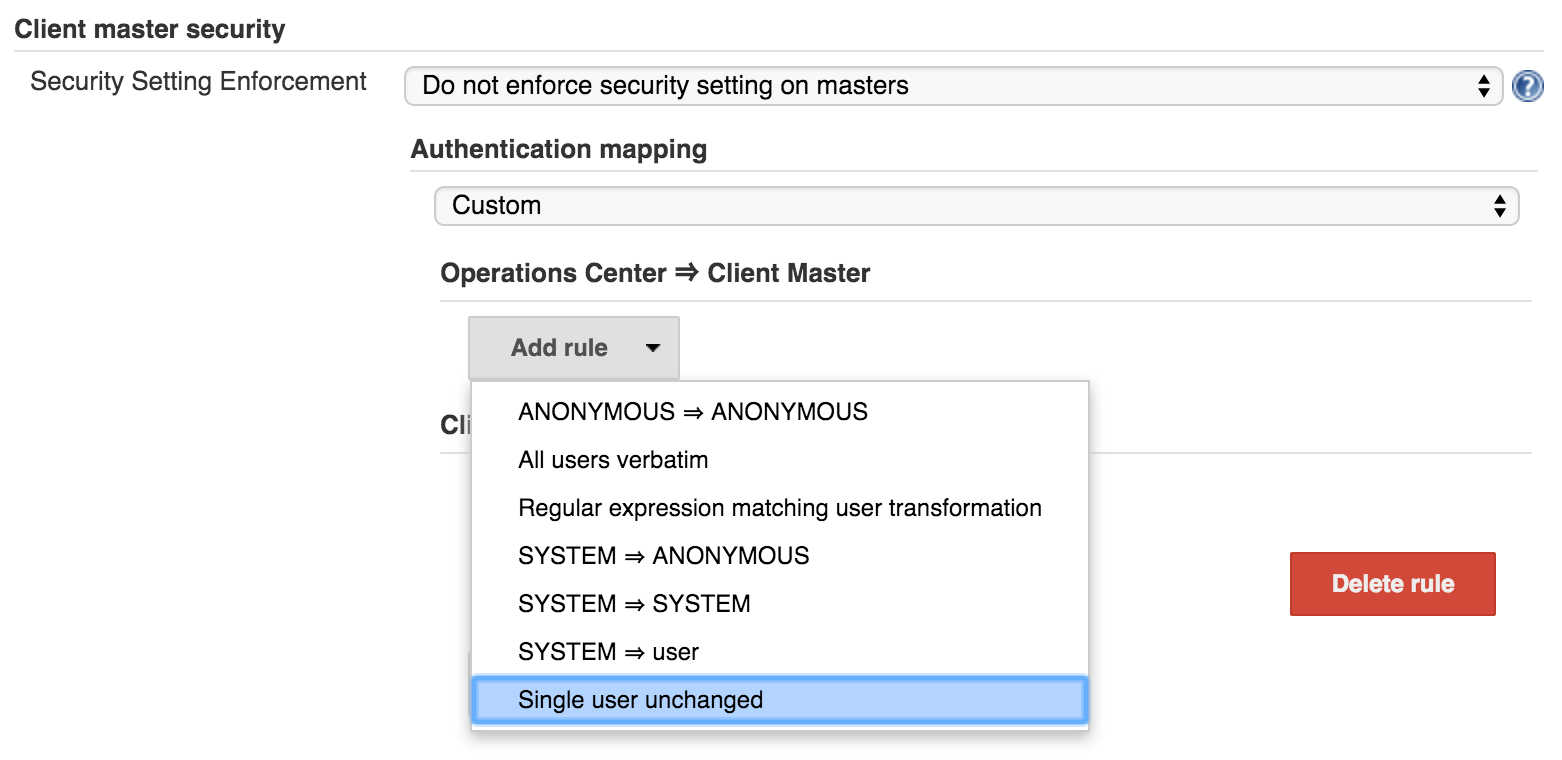 Client master security
Security Setting Enforcement
Do not enforce security setting on masters
?
Authentication mapping
Custom
Operations Center ⇒ Client Master
Add rule
Cli
ANONYMOUS ⇒ ANONYMOUS
All users verbatim
Regular expression matching user transformation
SYSTEM ⇒ ANONYMOUS
SYSTEM ⇒ SYSTEM
SYSTEM ⇒ user
Single user unchanged
Delete rule